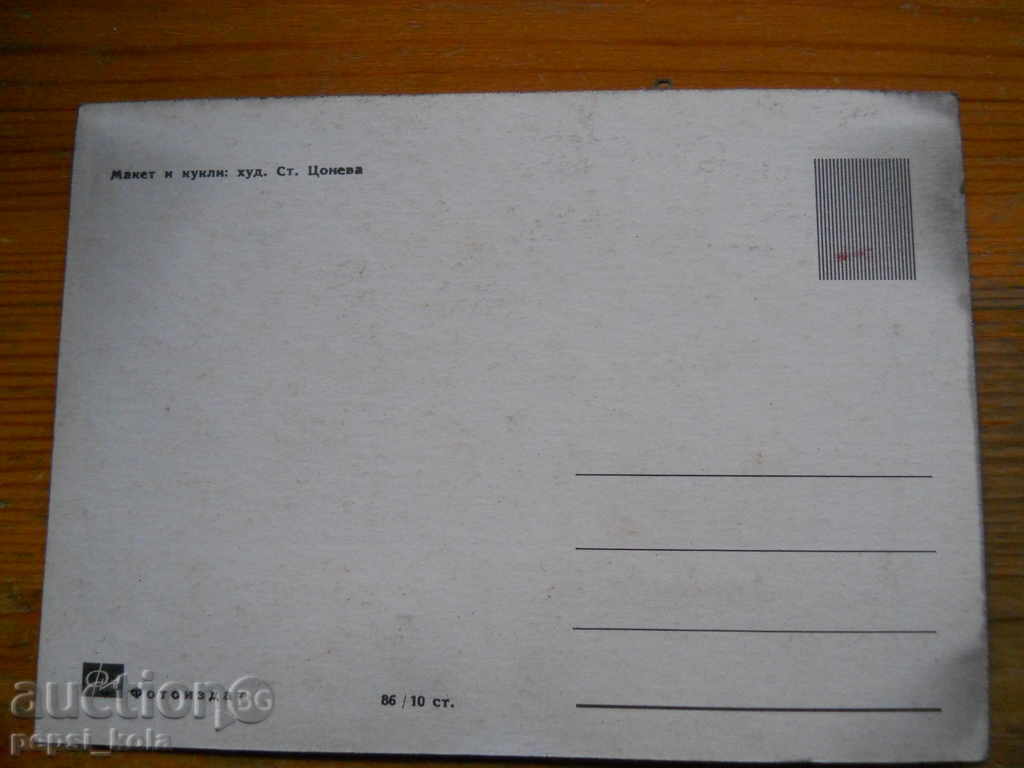 Макет и кукли: худ. Ст. Цонева
Фотоиздат
86/10 ст.
auction BG
pepsi_kola